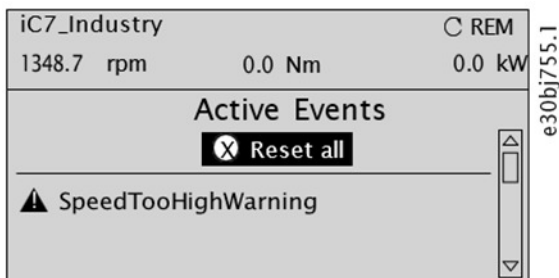 iC7_Industry REM
1348.7 rpm 0.0 Nm 0.0 kW
Active Events
X Reset all
SpeedTooHighWarning
e30bj755.1